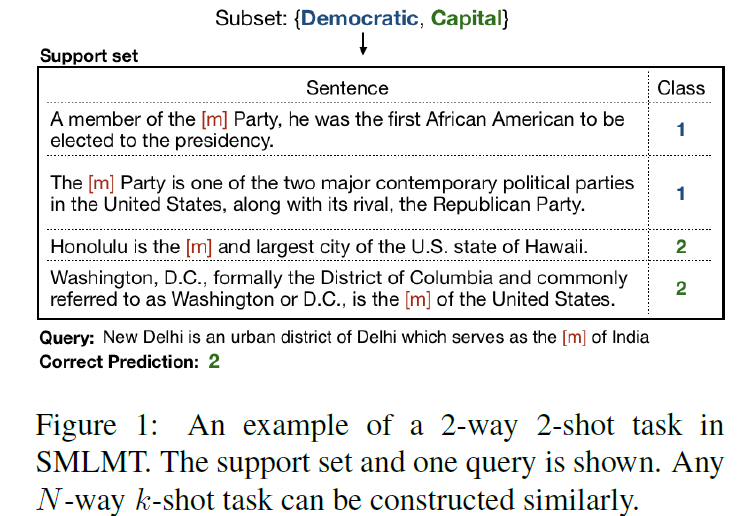 Subset: {Democratic, Capital}
Support set
Sentence Class
A member of the [m] Party, he was the first African American to be
elected to the presidency.
1
The [m] Party is one of the two major contemporary political parties
in the United States, along with its rival, the Republican Party.
1
Honolulu is the [m] and largest city of the U.S. state of Hawaii. 2
Washington, D.C., formally the District of Columbia and commonly
referred to as Washington or D.C., is the [m] of the United States.
2
Query: New Delhi is an urban district of Delhi which serves as the [m] of India
Correct Prediction: 2
Figure 1: An example of a 2-way 2-shot task in
SMLMT. The support set and one query is shown. Any
N-way k-shot task can be constructed similarly.